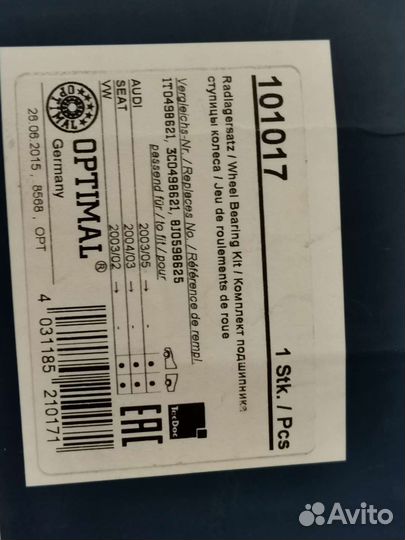 101017 1 Stk. / Pcs
Radlagersatz / Wheel Bearing Kit / Комплект подшипника
ступицы колеса / Jeu de roulements de roue
Vergleichs-Nr. / Replaces No. / Référence de rempl.
1T0498621, 3C0498621, 8J0598625
passend für / to fit / pour
AUDI 2003/05 → - • •
SEAT 2004/03 → - • •
VW 2003/02 → - • •
OPTIMAL
OPTIMAL ®
Germany
26.06.2015 , 8568 , OPT
TecDoc
EAC
4 031185 210171
Avito